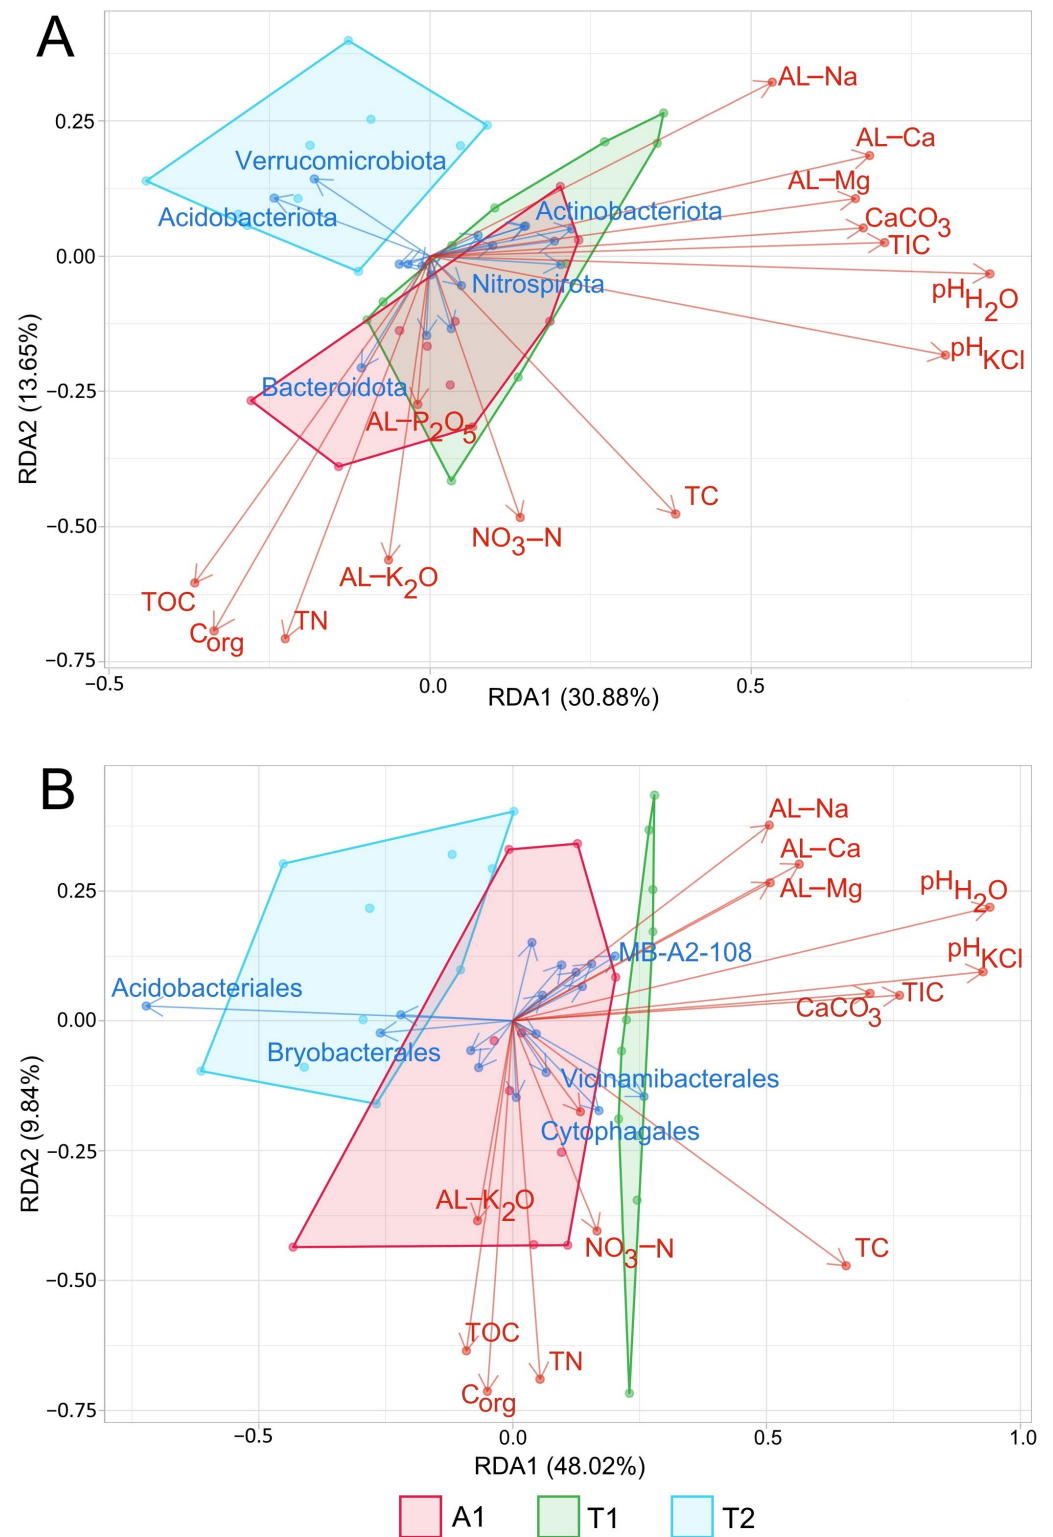 A
AL–Na
0.25
AL–Ca
Verrucomicrobiota
AL–Mg
Acidobacteriota
Actinobacteriota
CaCO3
TIC
0.00
Nitrospirota
pHH2O
pHKCl
Bacteroidota
−0.25
AL–P2O5
RDA2 (13.65%)
TC
−0.50
NO3–N
AL–K2O
TOC
TN
Corg
−0.75
−0.5
0.0
0.5
RDA1 (30.88%)
B
AL–Na
AL–Ca
0.25
AL–Mg
pHH2O
MB-A2-108
pHKCl
Acidobacteriales
TIC
CaCO3
0.00
Bryobacterales
Vicinamibacterales
Cytophagales
−0.25
RDA2 (9.84%)
AL–K2O
NO3–N
TC
−0.50
TOC
TN
Corg
−0.75
−0.5
0.0
0.5
1.0
RDA1 (48.02%)
A1
T1
T2